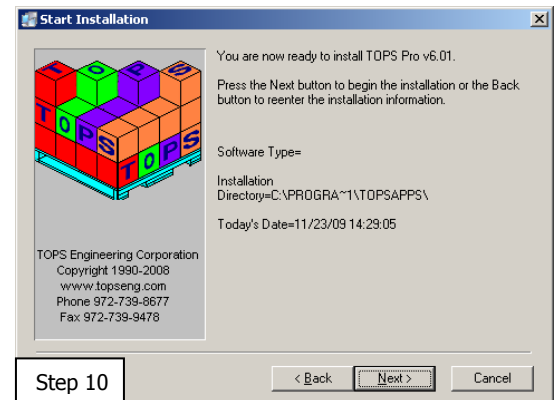 Start Installation
You are now ready to install TOPS Pro v6.01.
Press the Next button to begin the installation or the Back
button to reenter the installation information.
Software Type=
Installation
Directory=C:\PROGRA~1\TOPSAPPS\
Today's Date=11/23/09 14:29:05
T O P S
T O P S
T O P S
TOPS Engineering Corporation
Copyright 1990-2008
www.topseng.com
Phone 972-739-8677
Fax 972-739-9478
Step 10
< Back
Next >
Cancel